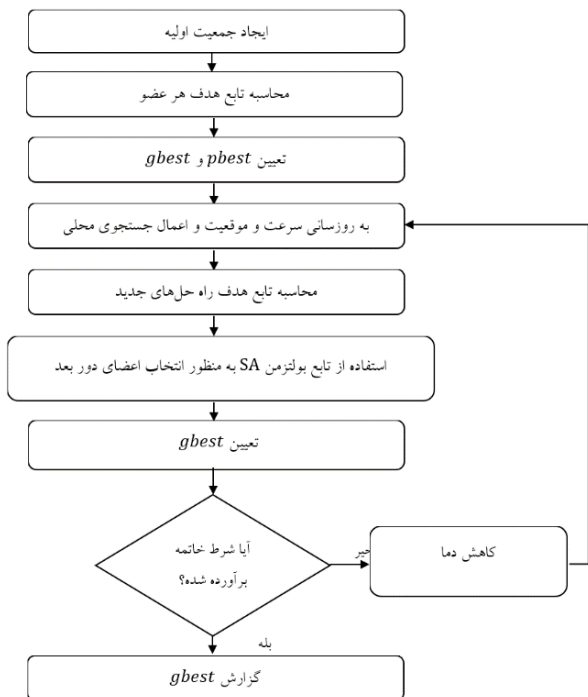 ایجاد جمعیت اولیه
محاسبه تابع هدف هر عضو
تعیین pbest و gbest
به روزسانی سرعت و موقعیت و اعمال جستجوی محلی
محاسبه تابع هدف راه حل‌های جدید
استفاده از تابع بولتزمن SA به منظور انتخاب اعضای دور بعد
تعیین gbest
آیا شرط خاتمه
برآورده شده؟
خیر
کاهش دما
بله
گزارش gbest